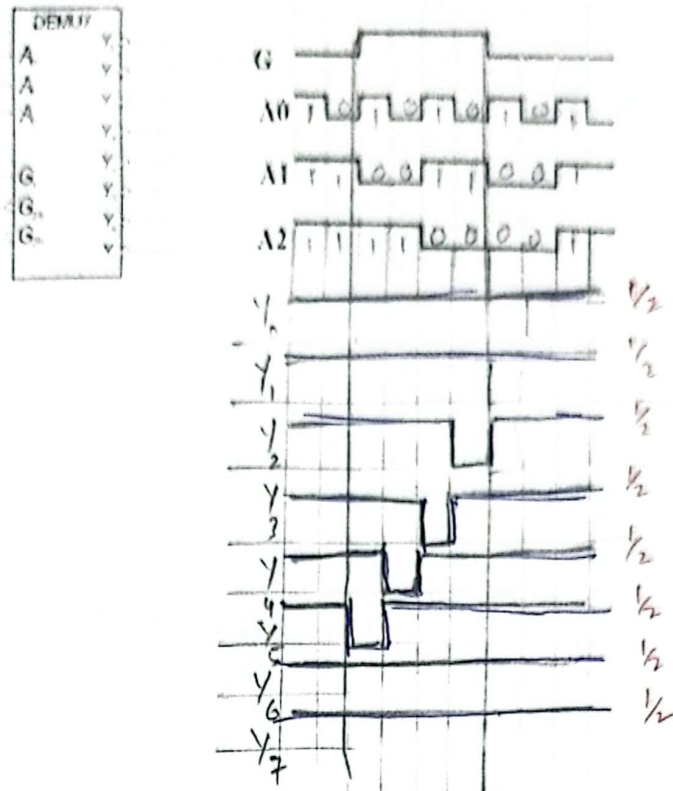 DEMU?
A
A
A
G
G
G
Y
Y
Y
Y
Y
Y
Y
Y
G
A0 1 0 1 0 1 0 1 0 1
A1 1 1 0 0 1 1 0 0 1
A2 1 1 1 1 0 0 0 0 1
Y0 1/2
Y1 1/2
Y2 1/2
Y3 1/2
Y4 1/2
Y5 1/2
Y6 1/2
Y7 1/2